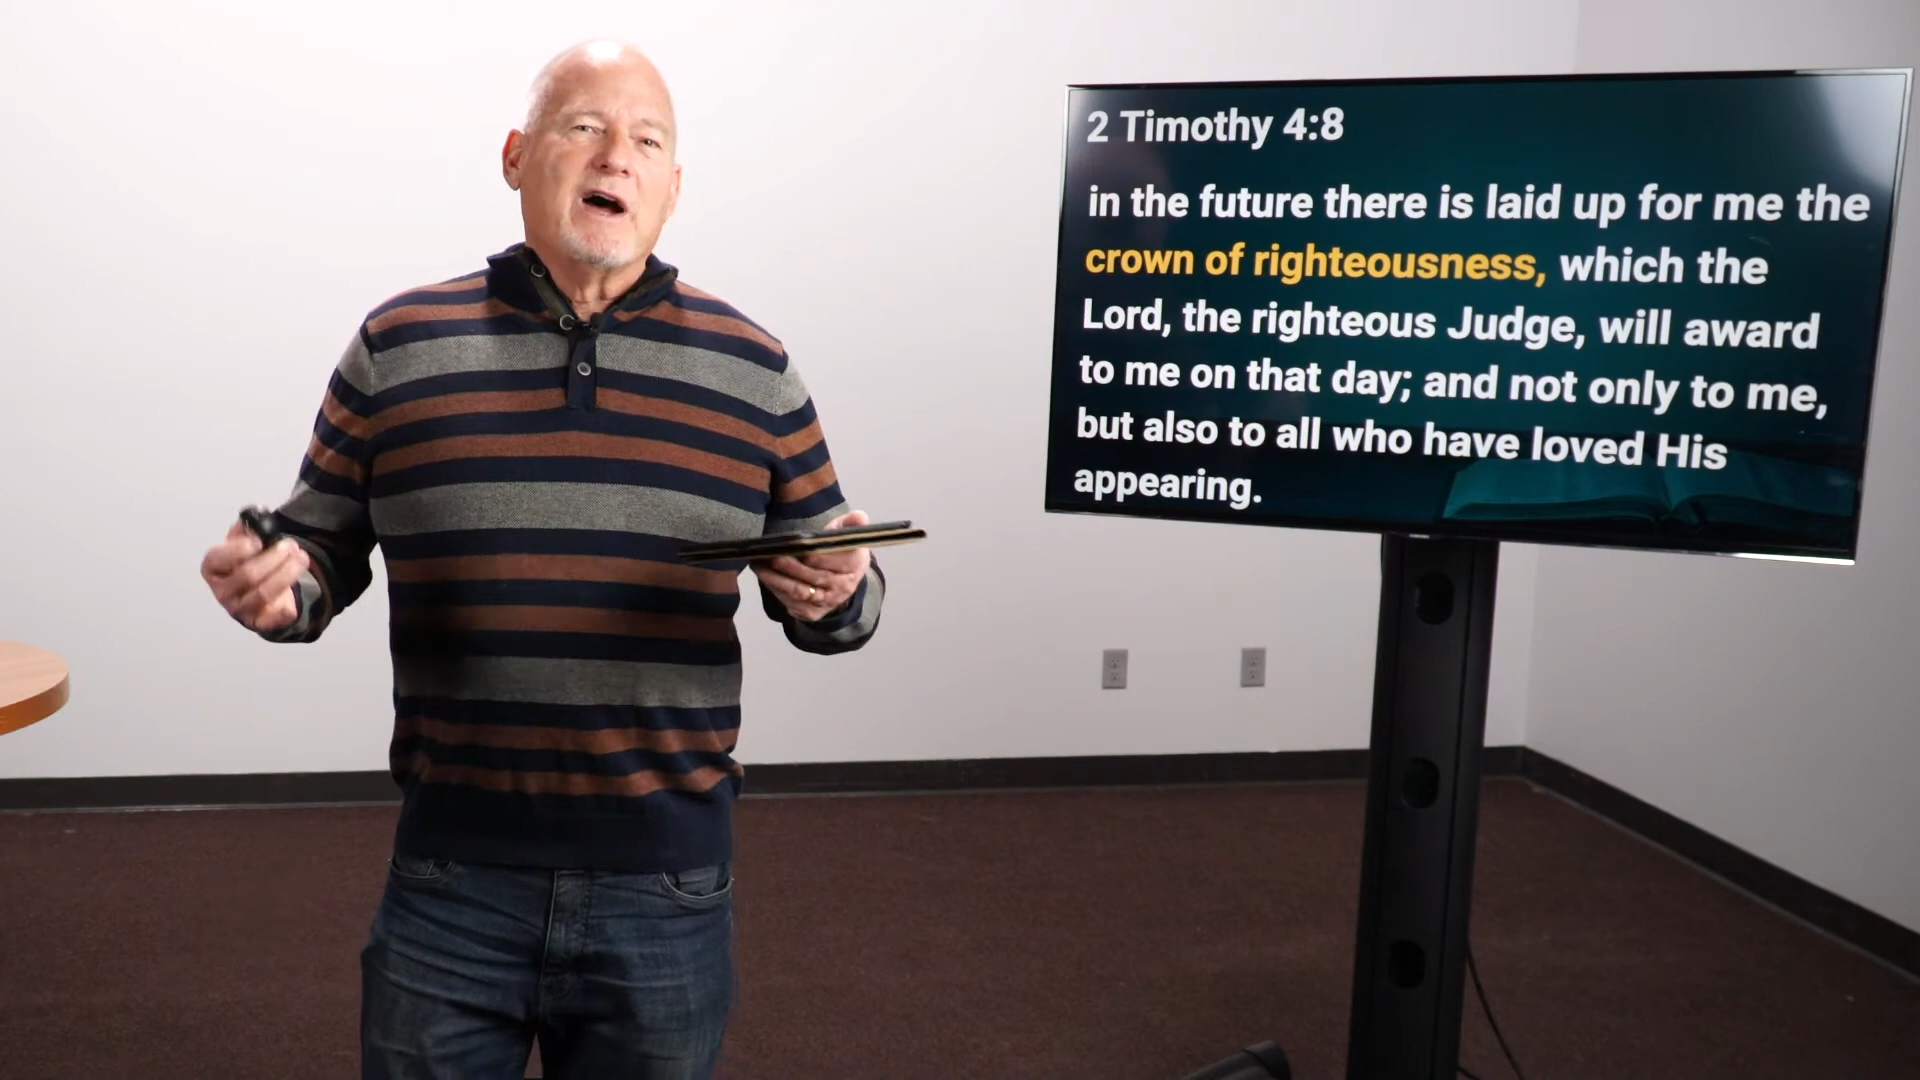 2 Timothy 4:8
in the future there is laid up for me the
crown of righteousness, which the
Lord, the righteous Judge, will award
to me on that day; and not only to me,
but also to all who have loved His
appearing.